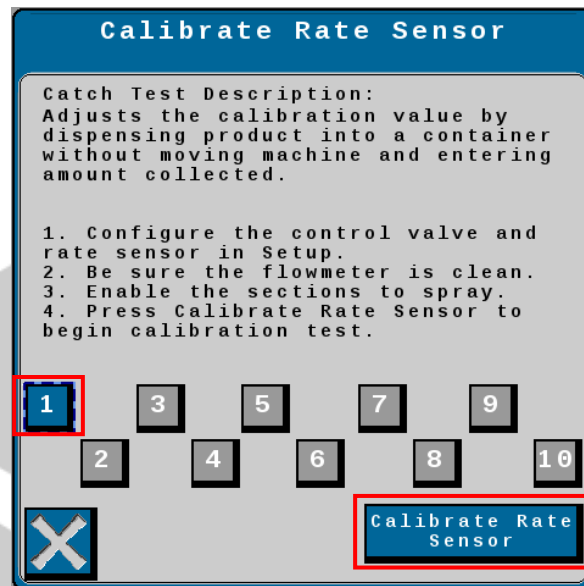 Calibrate Rate Sensor
Catch Test Description:
Adjusts the calibration value by
dispensing product into a container
without moving machine and entering
amount collected.
1. Configure the control valve and
rate sensor in Setup.
2. Be sure the flowmeter is clean.
3. Enable the sections to spray.
4. Press Calibrate Rate Sensor to
begin calibration test.
1 3 5 7 9
2 4 6 8 10
Calibrate Rate
Sensor